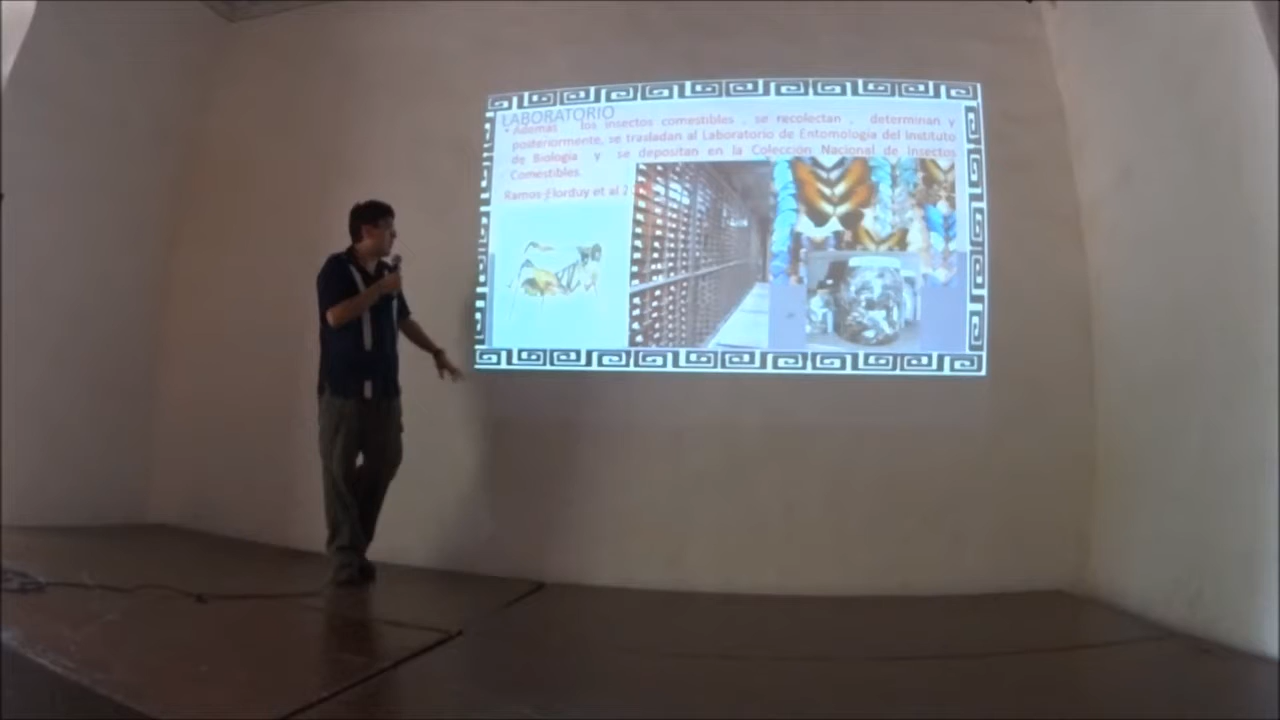 LABORATORIO
• Además los insectos comestibles , se recolectan , determinan y
posteriormente, se trasladan al Laboratorio de Entomología del Instituto
de Biología y se depositan en la Colección Nacional de Insectos
Comestibles.
Ramos-Elorduy et al 2